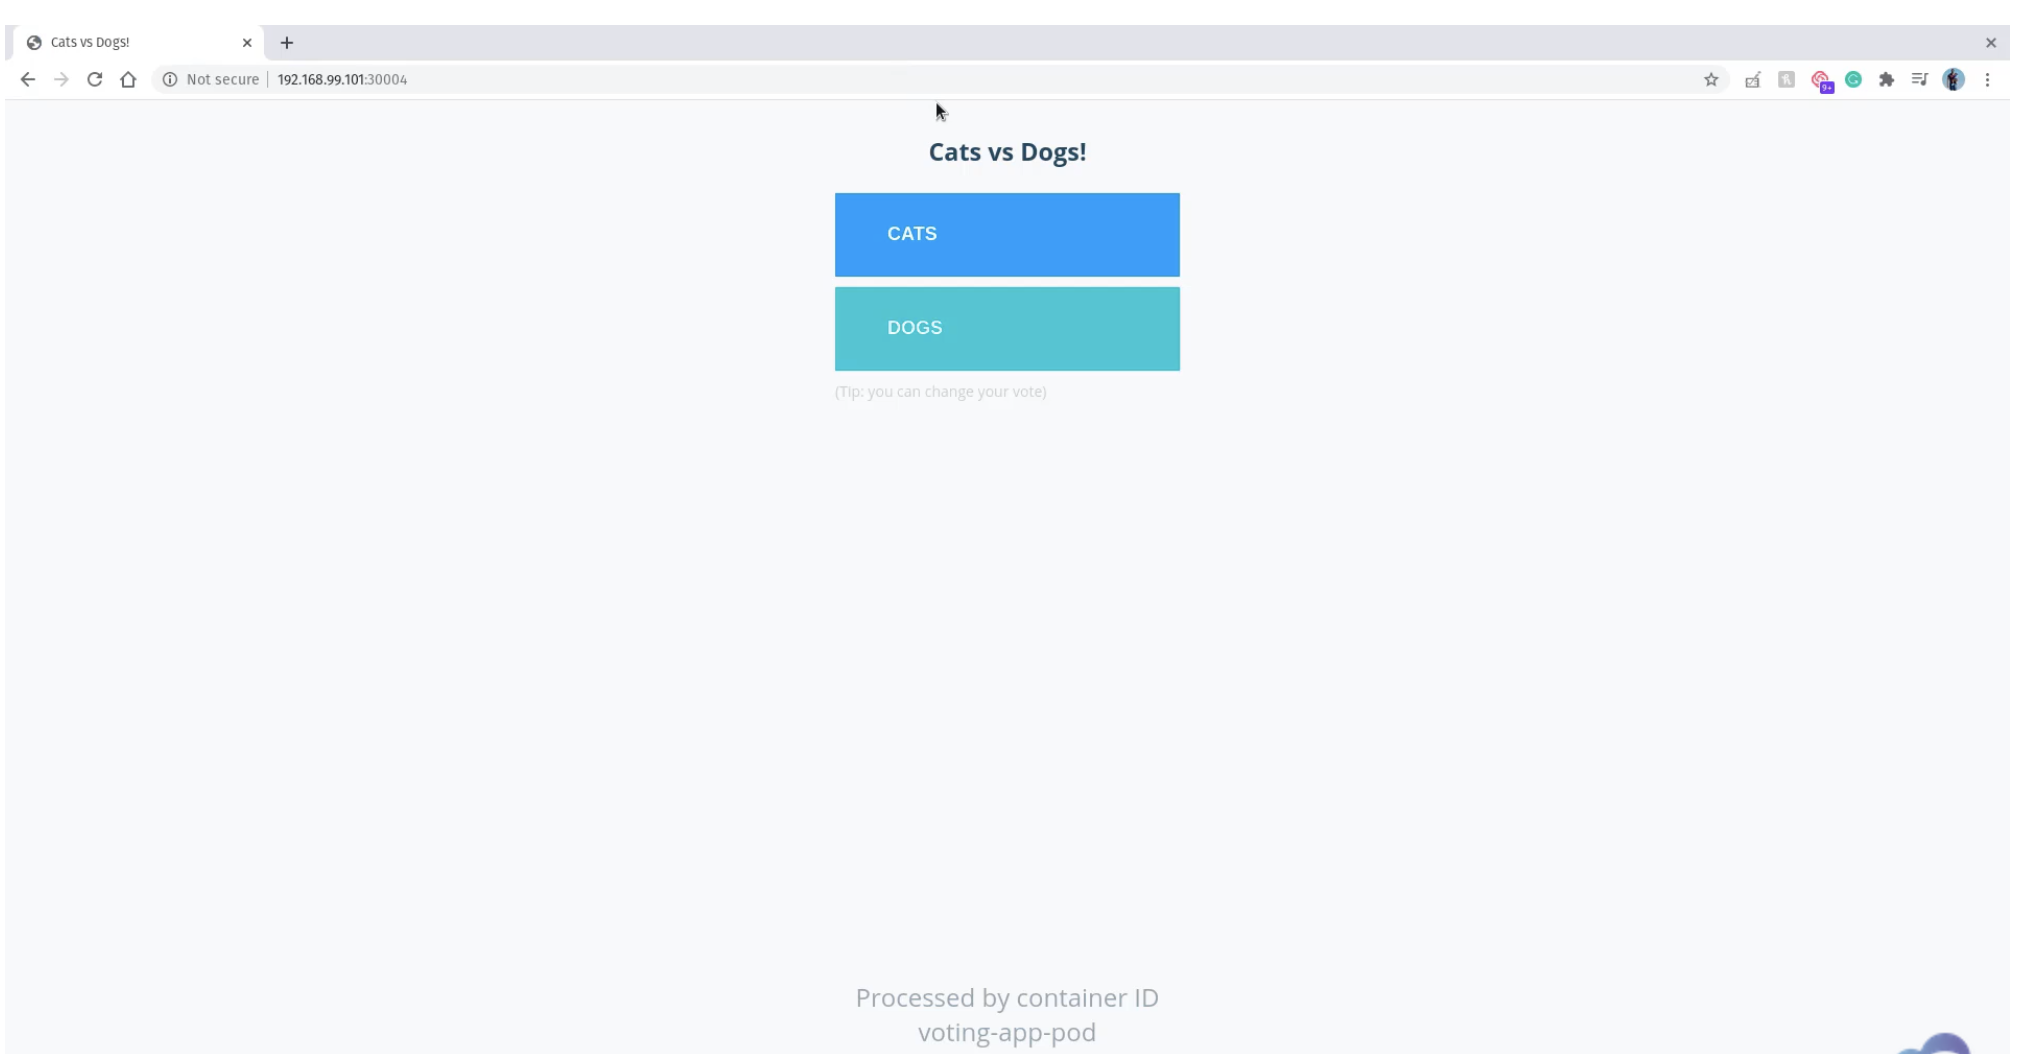 Cats vs Dogs!
Not secure
192.168.99.101:30004
9+
Cats vs Dogs!
CATS
DOGS
(Tip: you can change your vote)
Processed by container ID
voting-app-pod